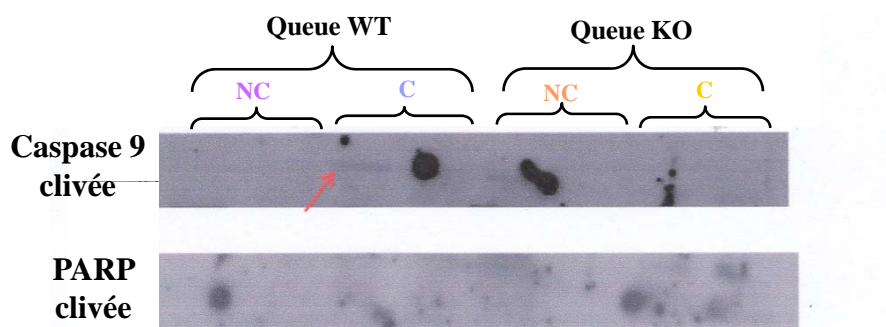 Queue WT
Queue KO
NC
C
NC
C
Caspase 9
clivée
PARP
clivée